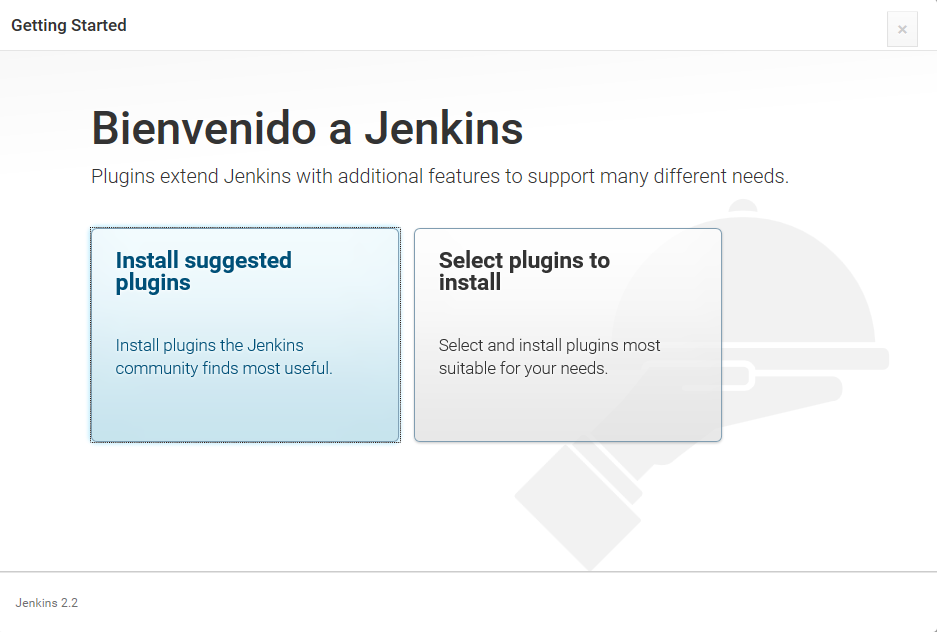 Getting Started
×
Bienvenido a Jenkins
Plugins extend Jenkins with additional features to support many different needs.
Install suggested
plugins
Install plugins the Jenkins
community finds most useful.
Select plugins to
install
Select and install plugins most
suitable for your needs.
Jenkins 2.2